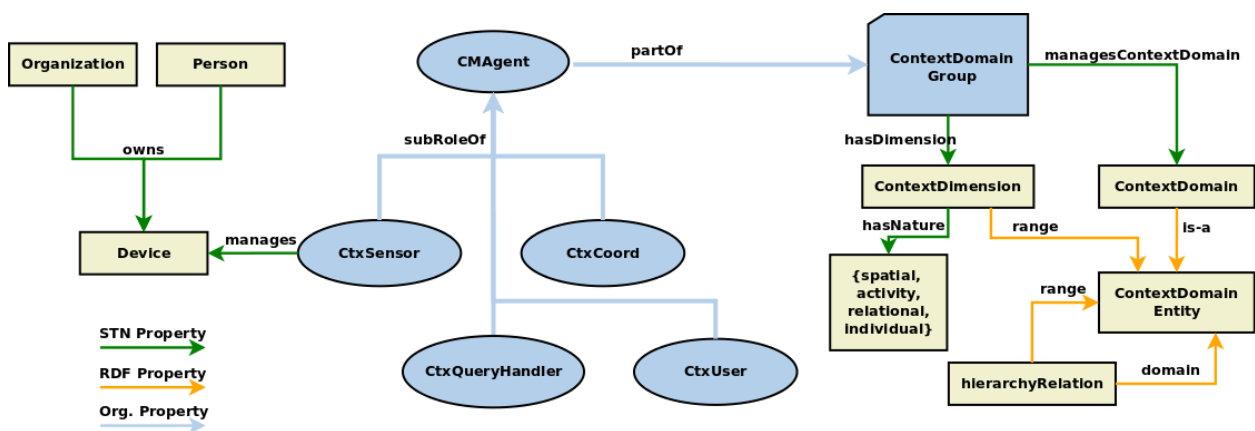 Organization
Person
owns
Device
manages
CMAgent
partOf
subRoleOf
CtxSensor
CtxCoord
CtxQueryHandler
CtxUser
ContextDomain
Group
managesContextDomain
hasDimension
ContextDimension
ContextDomain
hasNature
range
is-a
{spatial,
activity,
relational,
individual}
range
ContextDomain
Entity
hierarchyRelation
domain
STN Property
RDF Property
Org. Property